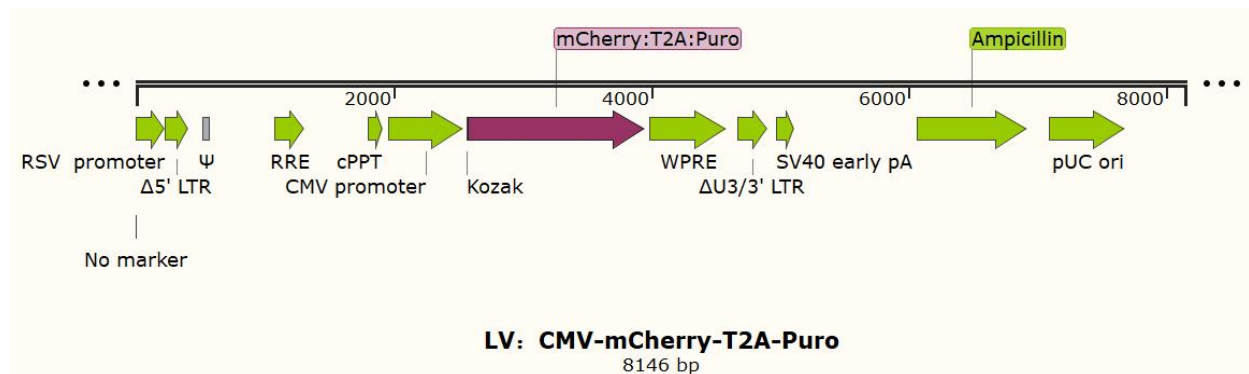 mCherry:T2A:Puro
Ampicillin
2000
4000
6000
8000
RSV promoter
Ψ
RRE
cPPT
WPRE
SV40 early pA
pUC ori
Δ5' LTR
CMV promoter
Kozak
ΔU3/3' LTR
No marker
LV：CMV-mCherry-T2A-Puro
8146 bp